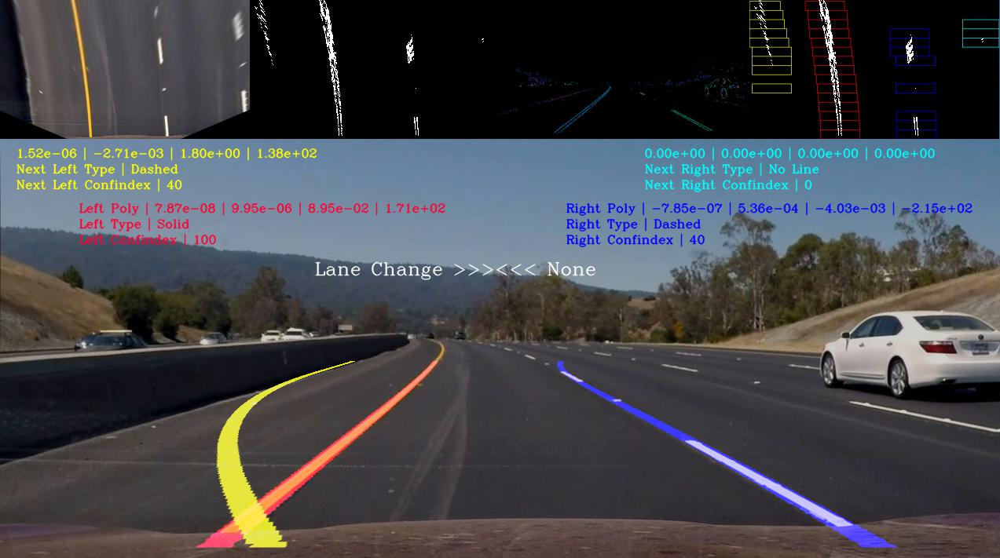 1.52e-06 | -2.71e-03 | 1.80e+00 | 1.38e+02
Next Left Type | Dashed
Next Left Confindex | 40
0.00e+00 | 0.00e+00 | 0.00e+00 | 0.00e+00
Next Right Type | No Line
Next Right Confindex | 0
Left Poly | 7.87e-08 | 9.95e-06 | 8.95e-02 | 1.71e+02
Left Type | Solid
Left Confindex | 100
Right Poly | -7.85e-07 | 5.36e-04 | -4.03e-03 | -2.15e+02
Right Type | Dashed
Right Confindex | 40
Lane Change >>><<< None